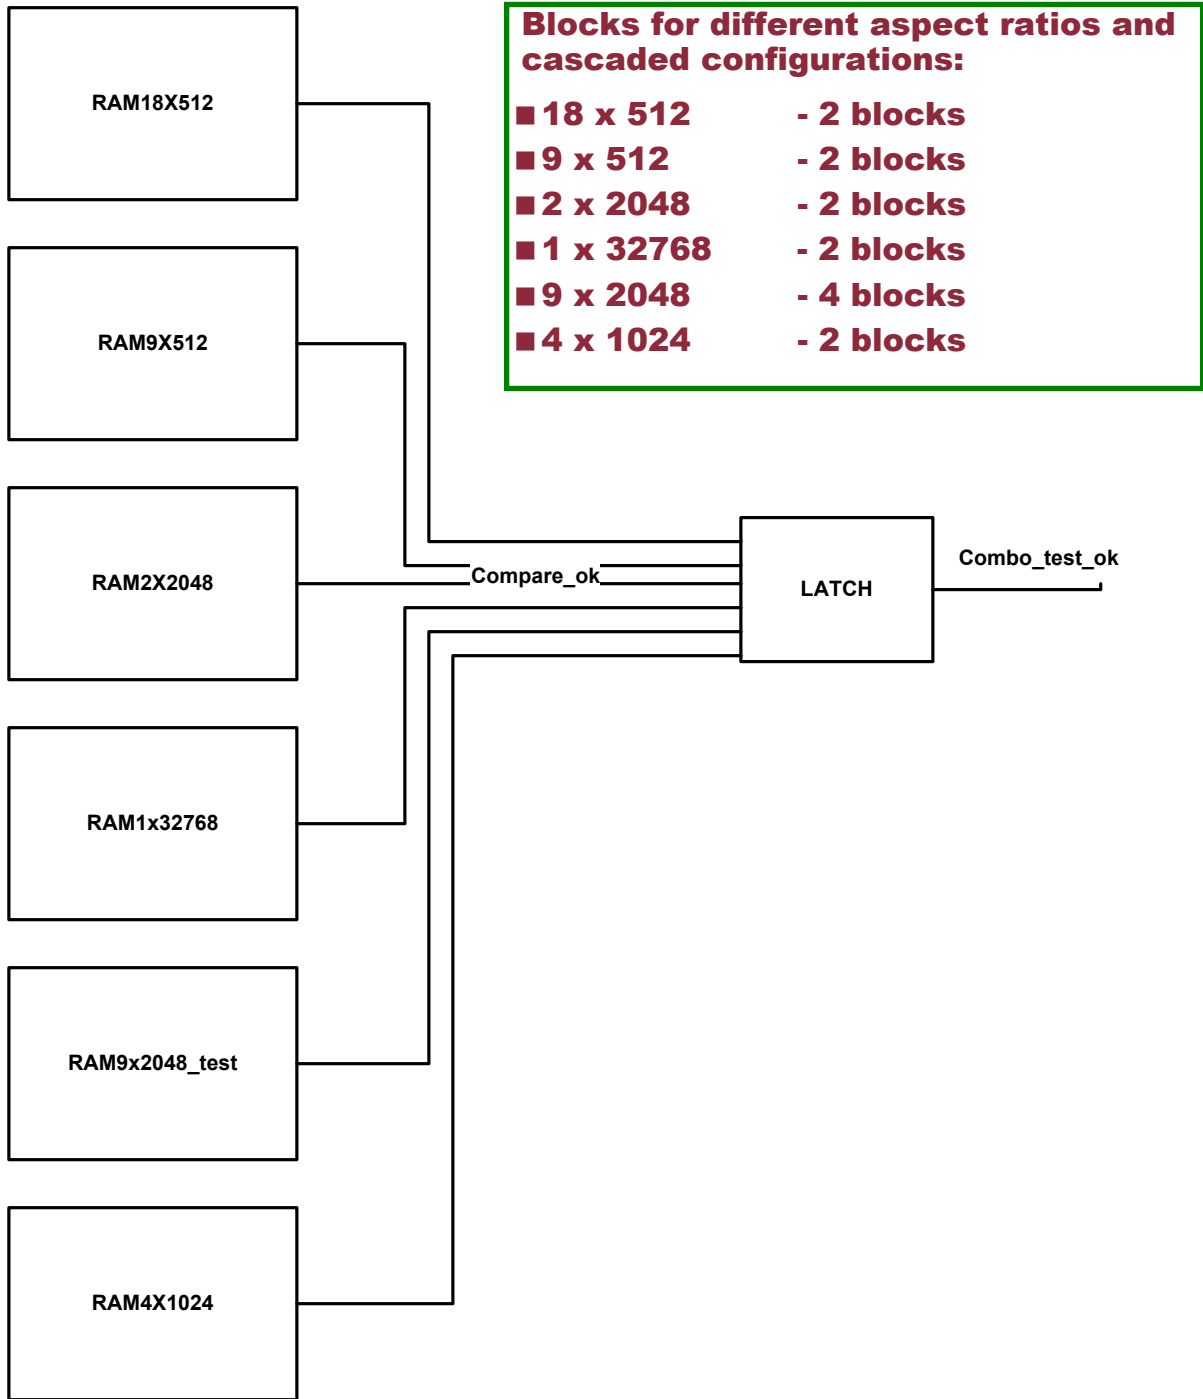 Blocks for different aspect ratios and
cascaded configurations:
■ 18 x 512 - 2 blocks
■ 9 x 512 - 2 blocks
■ 2 x 2048 - 2 blocks
■ 1 x 32768 - 2 blocks
■ 9 x 2048 - 4 blocks
■ 4 x 1024 - 2 blocks
RAM18X512
RAM9X512
RAM2X2048
Compare_ok
LATCH
Combo_test_ok
RAM1x32768
RAM9x2048_test
RAM4X1024